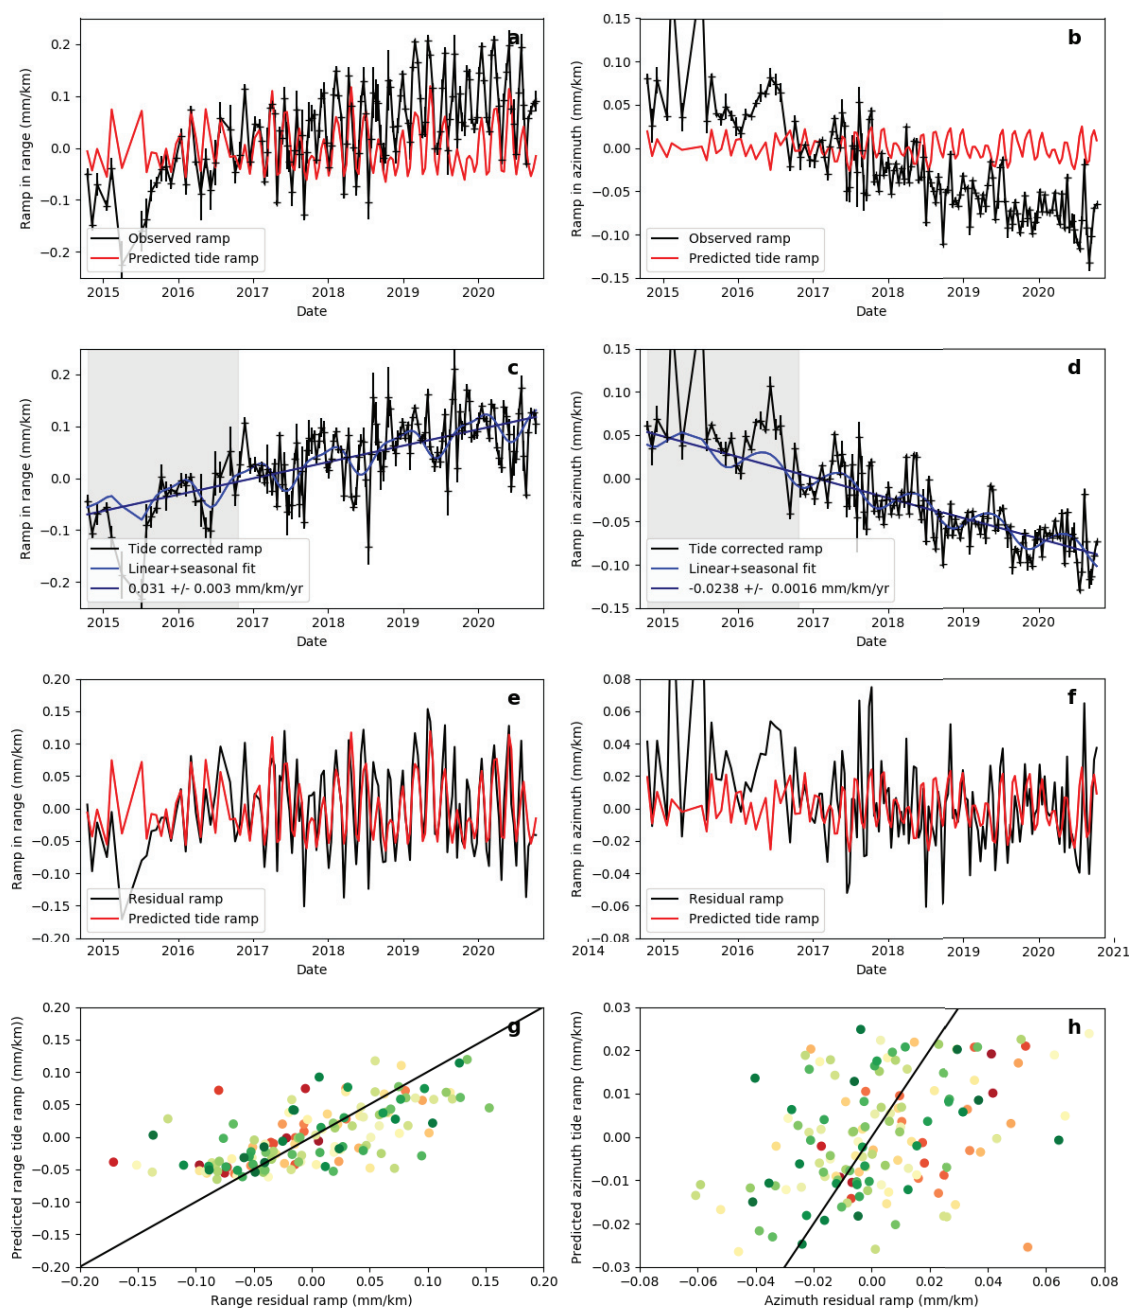 a
Ramp in range (mm/km)
0.2
0.1
0.0
−0.1
−0.2
Observed ramp
Predicted tide ramp
2015 2016 2017 2018 2019 2020
Date
b
Ramp in azimuth (mm/km)
0.15
0.10
0.05
0.00
−0.05
−0.10
−0.15
Observed ramp
Predicted tide ramp
2015 2016 2017 2018 2019 2020
Date
c
Ramp in range (mm/km)
0.2
0.1
0.0
−0.1
−0.2
Tide corrected ramp
Linear+seasonal fit
0.031 +/- 0.003 mm/km/yr
2015 2016 2017 2018 2019 2020
Date
d
Ramp in azimuth (mm/km)
0.15
0.10
0.05
0.00
−0.05
−0.10
−0.15
Tide corrected ramp
Linear+seasonal fit
-0.0238 +/- 0.0016 mm/km/yr
2015 2016 2017 2018 2019 2020
Date
e
Ramp in range (mm/km)
0.20
0.15
0.10
0.05
0.00
−0.05
−0.10
−0.15
−0.20
Residual ramp
Predicted tide ramp
2015 2016 2017 2018 2019 2020
Date
f
Ramp in azimuth (mm/km)
0.08
0.06
0.04
0.02
0.00
−0.02
−0.04
−0.06
−0.08
Residual ramp
Predicted tide ramp
2014 2015 2016 2017 2018 2019 2020 2021
Date
g
Predicted range tide ramp (mm/km))
0.20
0.15
0.10
0.05
0.00
−0.05
−0.10
−0.15
−0.20
−0.20 −0.15 −0.10 −0.05 0.00 0.05 0.10 0.15 0.20
Range residual ramp (mm/km)
h
Predicted azimuth tide ramp (mm/km)
0.03
0.02
0.01
0.00
−0.01
−0.02
−0.03
−0.08 −0.06 −0.04 −0.02 0.00 0.02 0.04 0.06 0.08
Azimuth residual ramp (mm/km)